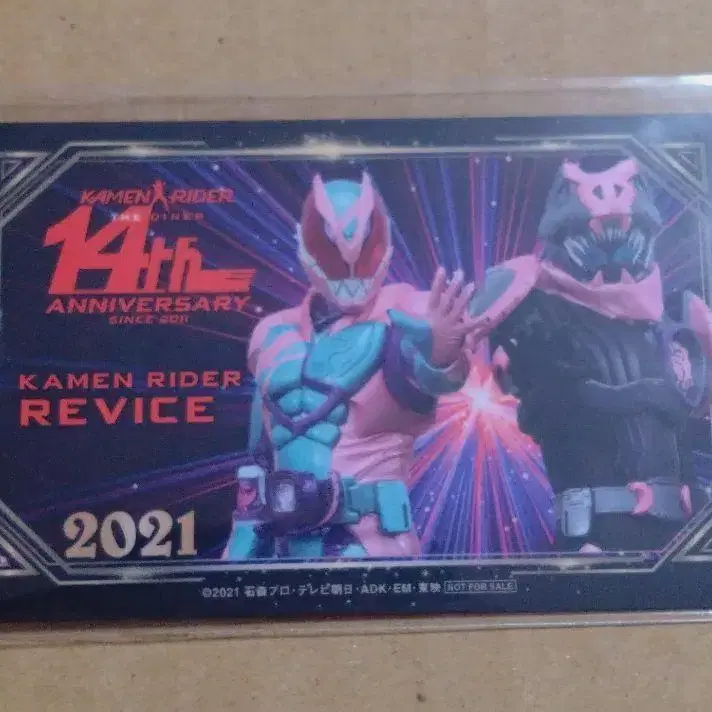 KAMEN RIDER
THE DINER
14th
ANNIVERSARY
SINCE 2011
KAMEN RIDER
REVICE
2021
©2021 石森プロ・テレビ朝日・ADK・EM・東映 NOT FOR SALE